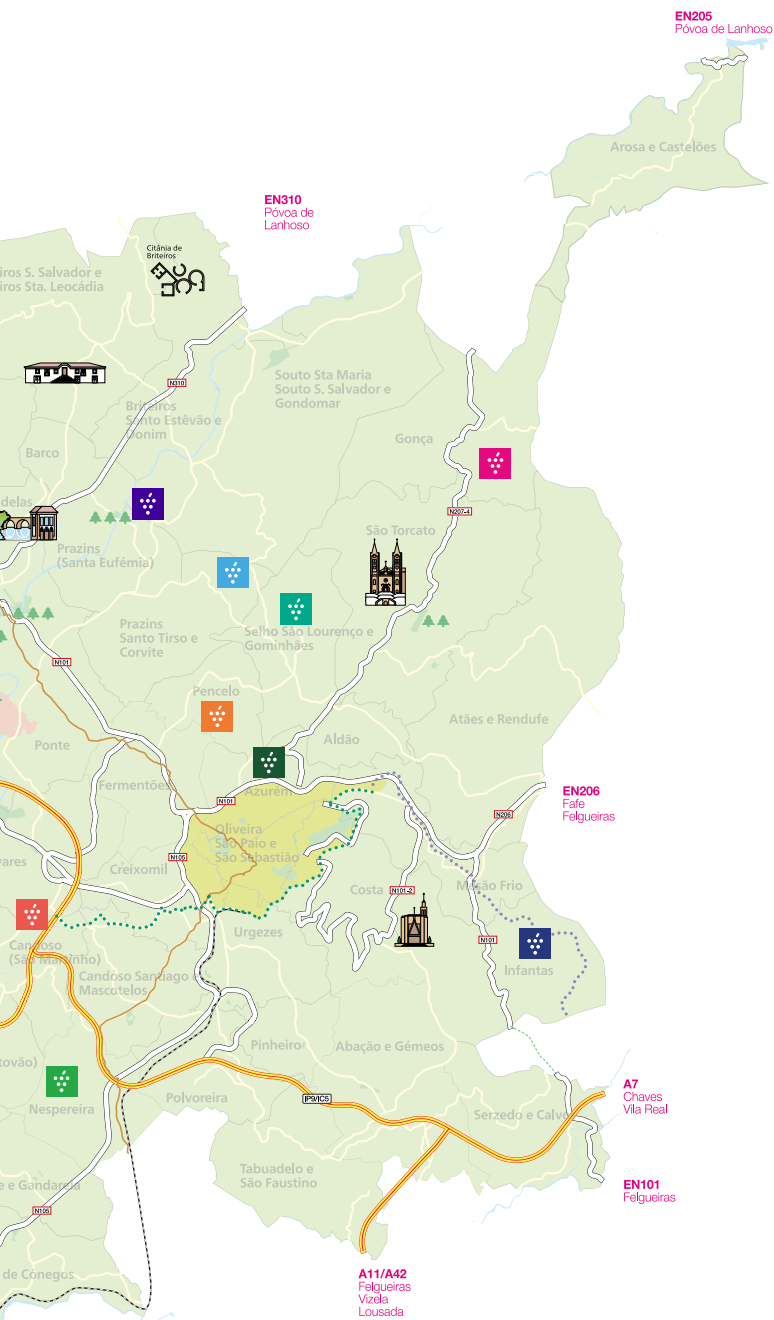 EN205
Póvoa de Lanhoso
Arosa e Castelões
EN310
Póvoa de
Lanhoso
Citânia de
Briteiros
iros S. Salvador e
iros Sta. Leocádia
N310
Souto Sta Maria
Souto S. Salvador e
Gondomar
Briteiros
Santo Estêvão e
Donim
Gonça
Barco
delas
N207-4
São Torcato
Prazins
(Santa Eufémia)
Prazins
Santo Tirso e
Corvite
Selho São Lourenço e
Gominhães
N101
Pencelo
Atães e Rendufe
Aldão
Ponte
Fermentões
Azurém
N101
EN206
Fafe
Felgueiras
N206
Oliveira
São Paio e
São Sebastião
N105
vares
Creixomil
Costa
N101-2
Mesão Frio
Urgezes
N101
Candoso
(São Martinho)
Infantas
Candoso Santiago e
Mascotelos
Pinheiro
Abação e Gémeos
tovão)
Nespereira
Polvoreira
IP9/IC5
Serzedo e Calvos
A7
Chaves
Vila Real
Tabuadelo e
São Faustino
e e Gandarela
EN101
Felgueiras
N105
de Conegos
A11/A42
Felgueiras
Vizela
Lousada